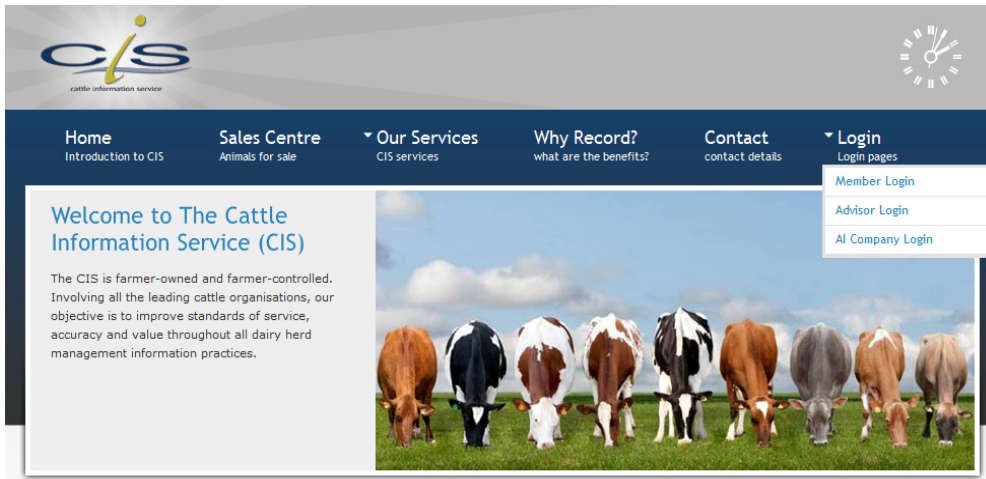 cis
cattle information service
Home
Introduction to CIS
Sales Centre
Animals for sale
Our Services
CIS services
Why Record?
what are the benefits?
Contact
contact details
Login
Login pages
Member Login
Advisor Login
AI Company Login
Welcome to The Cattle
Information Service (CIS)
The CIS is farmer-owned and farmer-controlled.
Involving all the leading cattle organisations, our
objective is to improve standards of service,
accuracy and value throughout all dairy herd
management information practices.